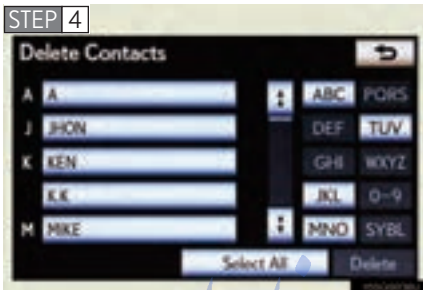 STEP 4
Delete Contacts
A A ABC PQRS
J JHON DEF TUV
K KEN GHI WXYZ
K.K JKL 0-9
M MIKE MNO SYBL
Select All Delete